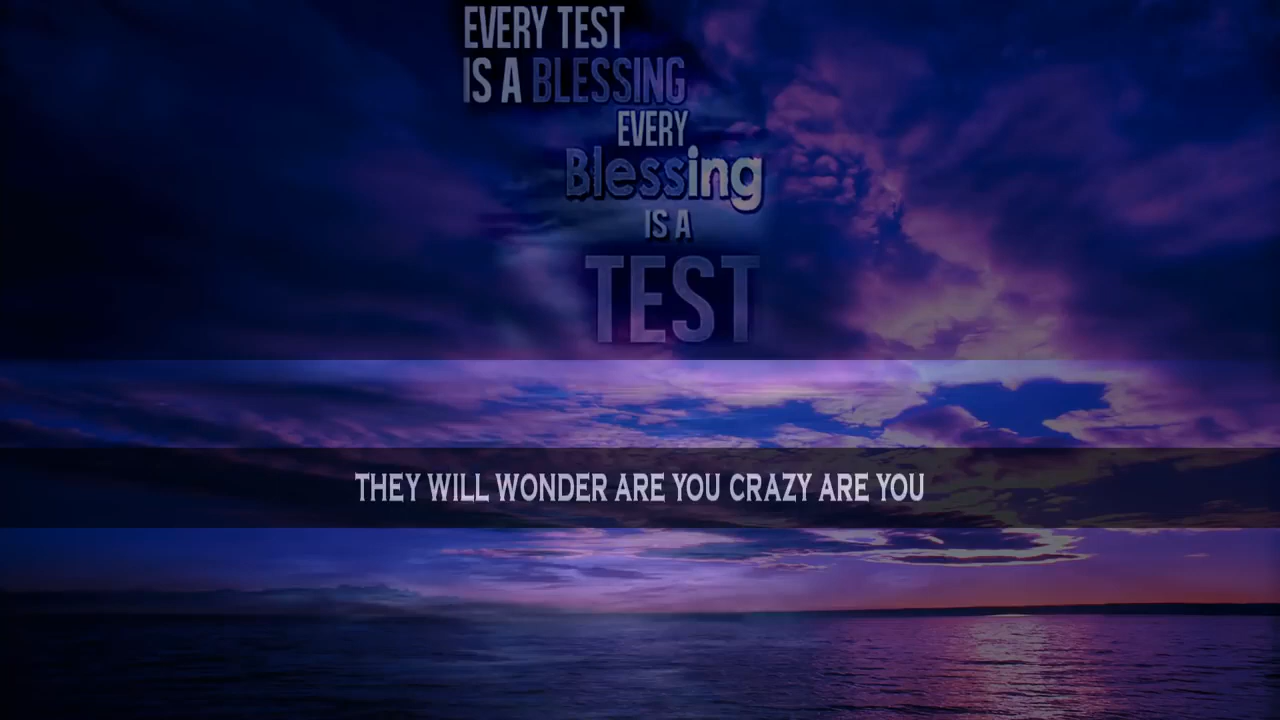 EVERY TEST
IS A BLESSING
EVERY
Blessing
IS A
TEST
THEY WILL WONDER ARE YOU CRAZY ARE YOU